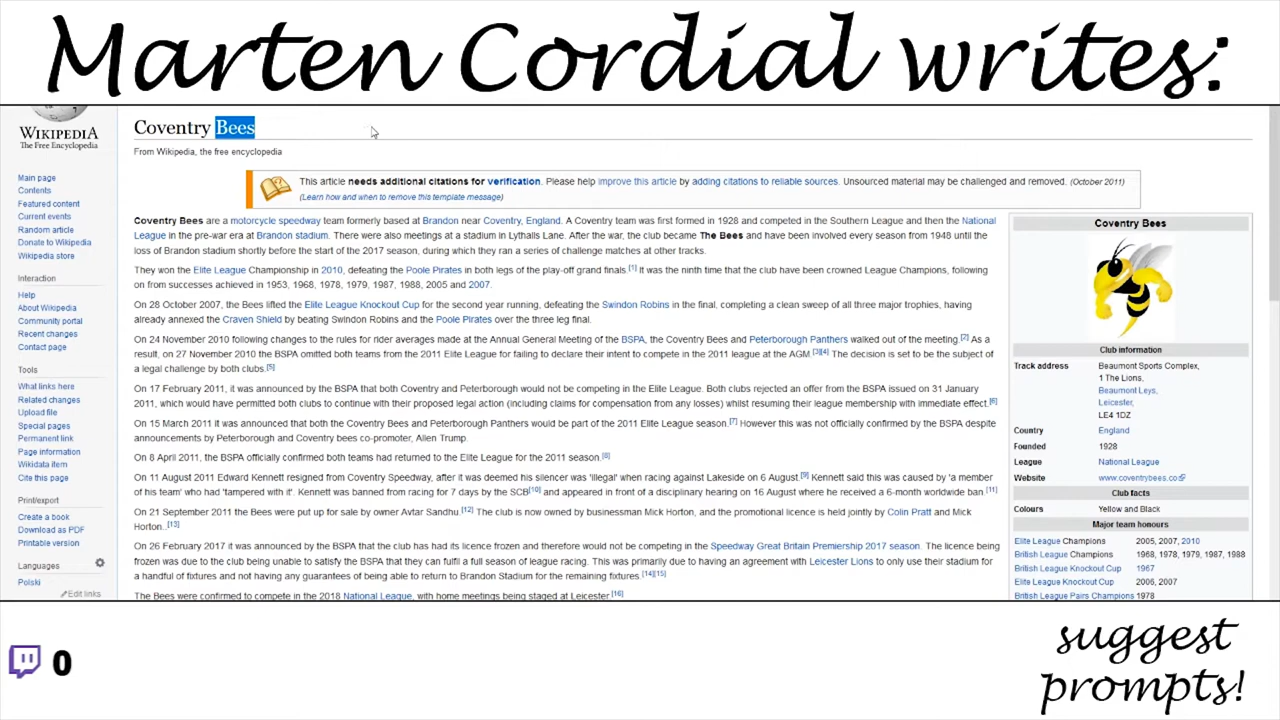 Marten Cordial writes:
WIKIPEDIA
The Free Encyclopedia
Main page
Contents
Featured content
Current events
Random article
Donate to Wikipedia
Wikipedia store
Interaction
Help
About Wikipedia
Community portal
Recent changes
Contact page
Tools
What links here
Related changes
Upload file
Special pages
Permanent link
Page information
Wikidata item
Cite this page
Print/export
Create a book
Download as PDF
Printable version
Languages
Polski
Edit links
Coventry Bees
From Wikipedia, the free encyclopedia
This article needs additional citations for verification. Please help improve this article by adding citations to reliable sources. Unsourced material may be challenged and removed. (October 2011)
(Learn how and when to remove this template message)
Coventry Bees are a motorcycle speedway team formerly based at Brandon near Coventry, England. A Coventry team was first formed in 1928 and competed in the Southern League and then the National
League in the pre-war era at Brandon stadium. There were also meetings at a stadium in Lythalls Lane. After the war, the club became The Bees and have been involved every season from 1948 until the
loss of Brandon stadium shortly before the start of the 2017 season, during which they ran a series of challenge matches at other tracks.
They won the Elite League Championship in 2010, defeating the Poole Pirates in both legs of the play-off grand finals.[1] It was the ninth time that the club have been crowned League Champions, following
on from successes achieved in 1953, 1968, 1978, 1979, 1987, 1988, 2005 and 2007.
On 28 October 2007, the Bees lifted the Elite League Knockout Cup for the second year running, defeating the Swindon Robins in the final, completing a clean sweep of all three major trophies, having
already annexed the Craven Shield by beating Swindon Robins and the Poole Pirates over the three leg final.
On 24 November 2010 following changes to the rules for rider averages made at the Annual General Meeting of the BSPA, the Coventry Bees and Peterborough Panthers walked out of the meeting.[2] As a
result, on 27 November 2010 the BSPA omitted both teams from the 2011 Elite League for failing to declare their intent to compete in the 2011 league at the AGM.[3][4] The decision is set to be the subject of
a legal challenge by both clubs.[5]
On 17 February 2011, it was announced by the BSPA that both Coventry and Peterborough would not be competing in the Elite League. Both clubs rejected an offer from the BSPA issued on 31 January
2011, which would have permitted both clubs to continue with their proposed legal action (including claims for compensation from any losses) whilst resuming their league membership with immediate effect.[6]
On 15 March 2011 it was announced that both the Coventry Bees and Peterborough Panthers would be part of the 2011 Elite League season.[7] However this was not officially confirmed by the BSPA despite
announcements by Peterborough and Coventry bees co-promoter, Allen Trump.
On 8 April 2011, the BSPA officially confirmed both teams had returned to the Elite League for the 2011 season.[8]
On 11 August 2011 Edward Kennett resigned from Coventry Speedway, after it was deemed his silencer was 'illegal' when racing against Lakeside on 6 August.[9] Kennett said this was caused by 'a member
of his team' who had 'tampered with it'. Kennett was banned from racing for 7 days by the SCB[10] and appeared in front of a disciplinary hearing on 16 August where he received a 6-month worldwide ban.[11]
On 21 September 2011 the Bees were put up for sale by owner Avtar Sandhu.[12] The club is now owned by businessman Mick Horton, and the promotional licence is held jointly by Colin Pratt and Mick
Horton..[13]
On 26 February 2017 it was announced by the BSPA that the club has had its licence frozen and therefore would not be competing in the Speedway Great Britain Premiership 2017 season. The licence being
frozen was due to the club being unable to satisfy the BSPA that they can fulfil a full season of league racing. This was primarily due to having an agreement with Leicester Lions to only use their stadium for
a handful of fixtures and not having any guarantees of being able to return to Brandon Stadium for the remaining fixtures.[14][15]
The Bees were confirmed to compete in the 2018 National League, with home meetings being staged at Leicester.[16]
Coventry Bees
Club information
Track address Beaumont Sports Complex,
1 The Lions,
Beaumont Leys,
Leicester,
LE4 1DZ
Country England
Founded 1928
League National League
Website www.coventrybees.co
Club facts
Colours Yellow and Black
Major team honours
Elite League Champions 2005, 2007, 2010
British League Champions 1968, 1978, 1979, 1987, 1988
British League Knockout Cup 1967
Elite League Knockout Cup 2006, 2007
British League Pairs Champions 1978
0
suggest
prompts!